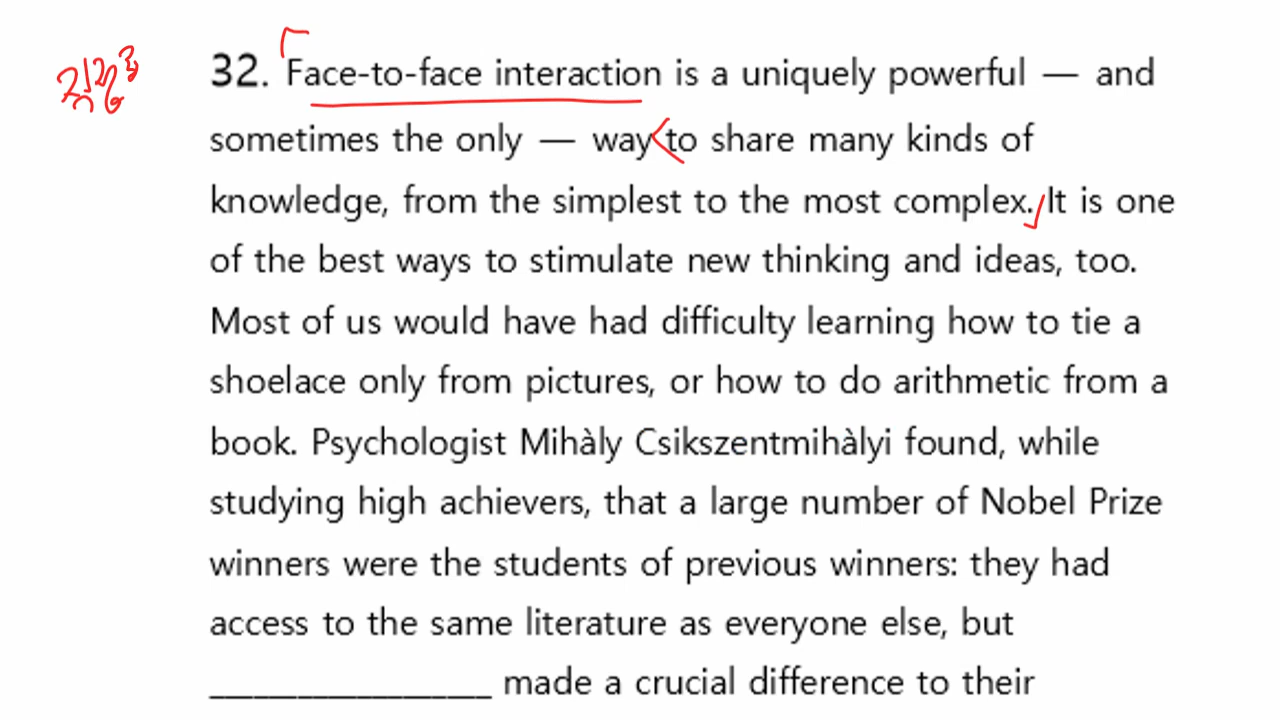 32. Face-to-face interaction is a uniquely powerful — and
sometimes the only — way to share many kinds of
knowledge, from the simplest to the most complex. It is one
of the best ways to stimulate new thinking and ideas, too.
Most of us would have had difficulty learning how to tie a
shoelace only from pictures, or how to do arithmetic from a
book. Psychologist Mihàly Csikszentmihàlyi found, while
studying high achievers, that a large number of Nobel Prize
winners were the students of previous winners: they had
access to the same literature as everyone else, but
_______________ made a crucial difference to their